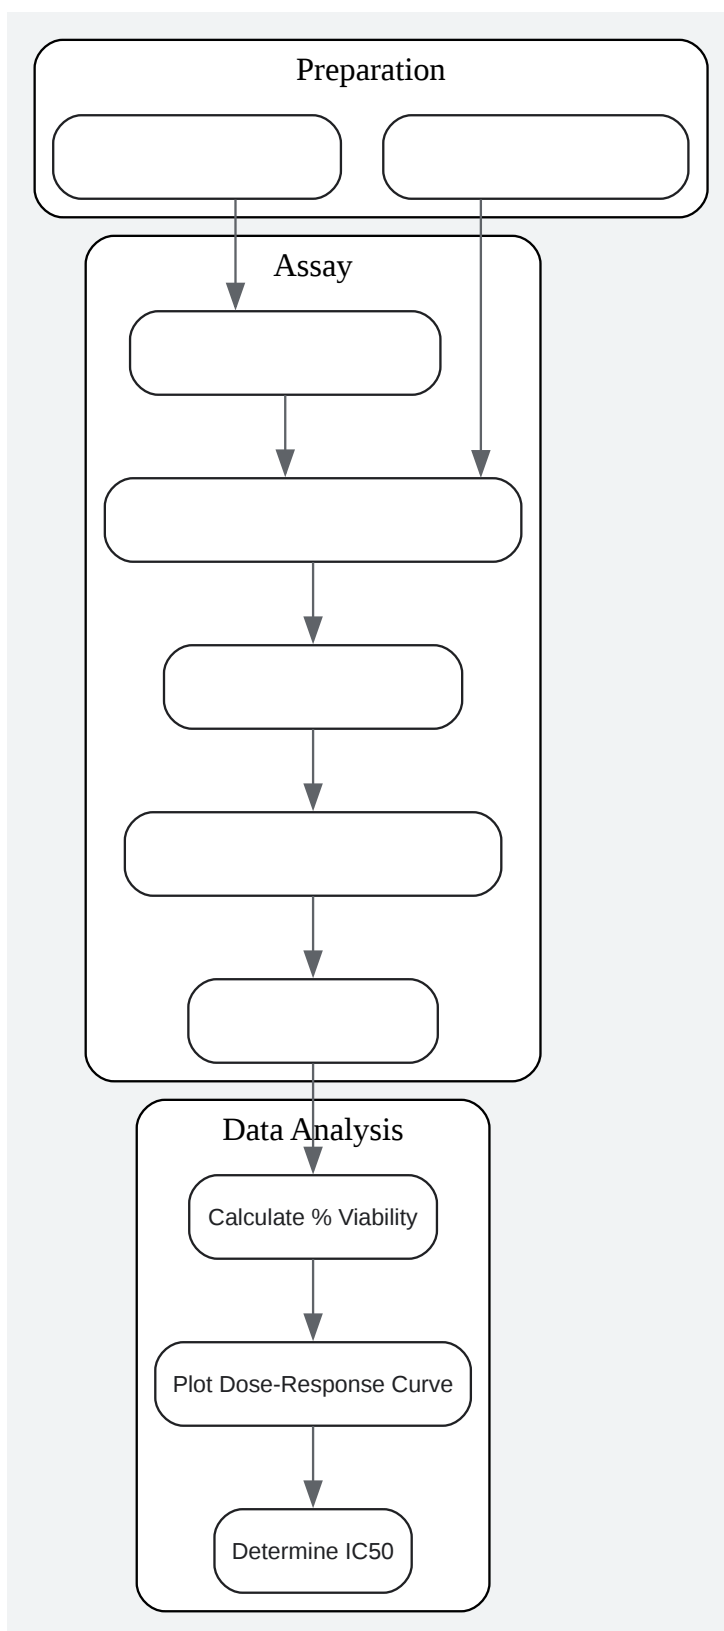 Preparation
Assay
Data Analysis
Calculate % Viability
Plot Dose-Response Curve
Determine IC50